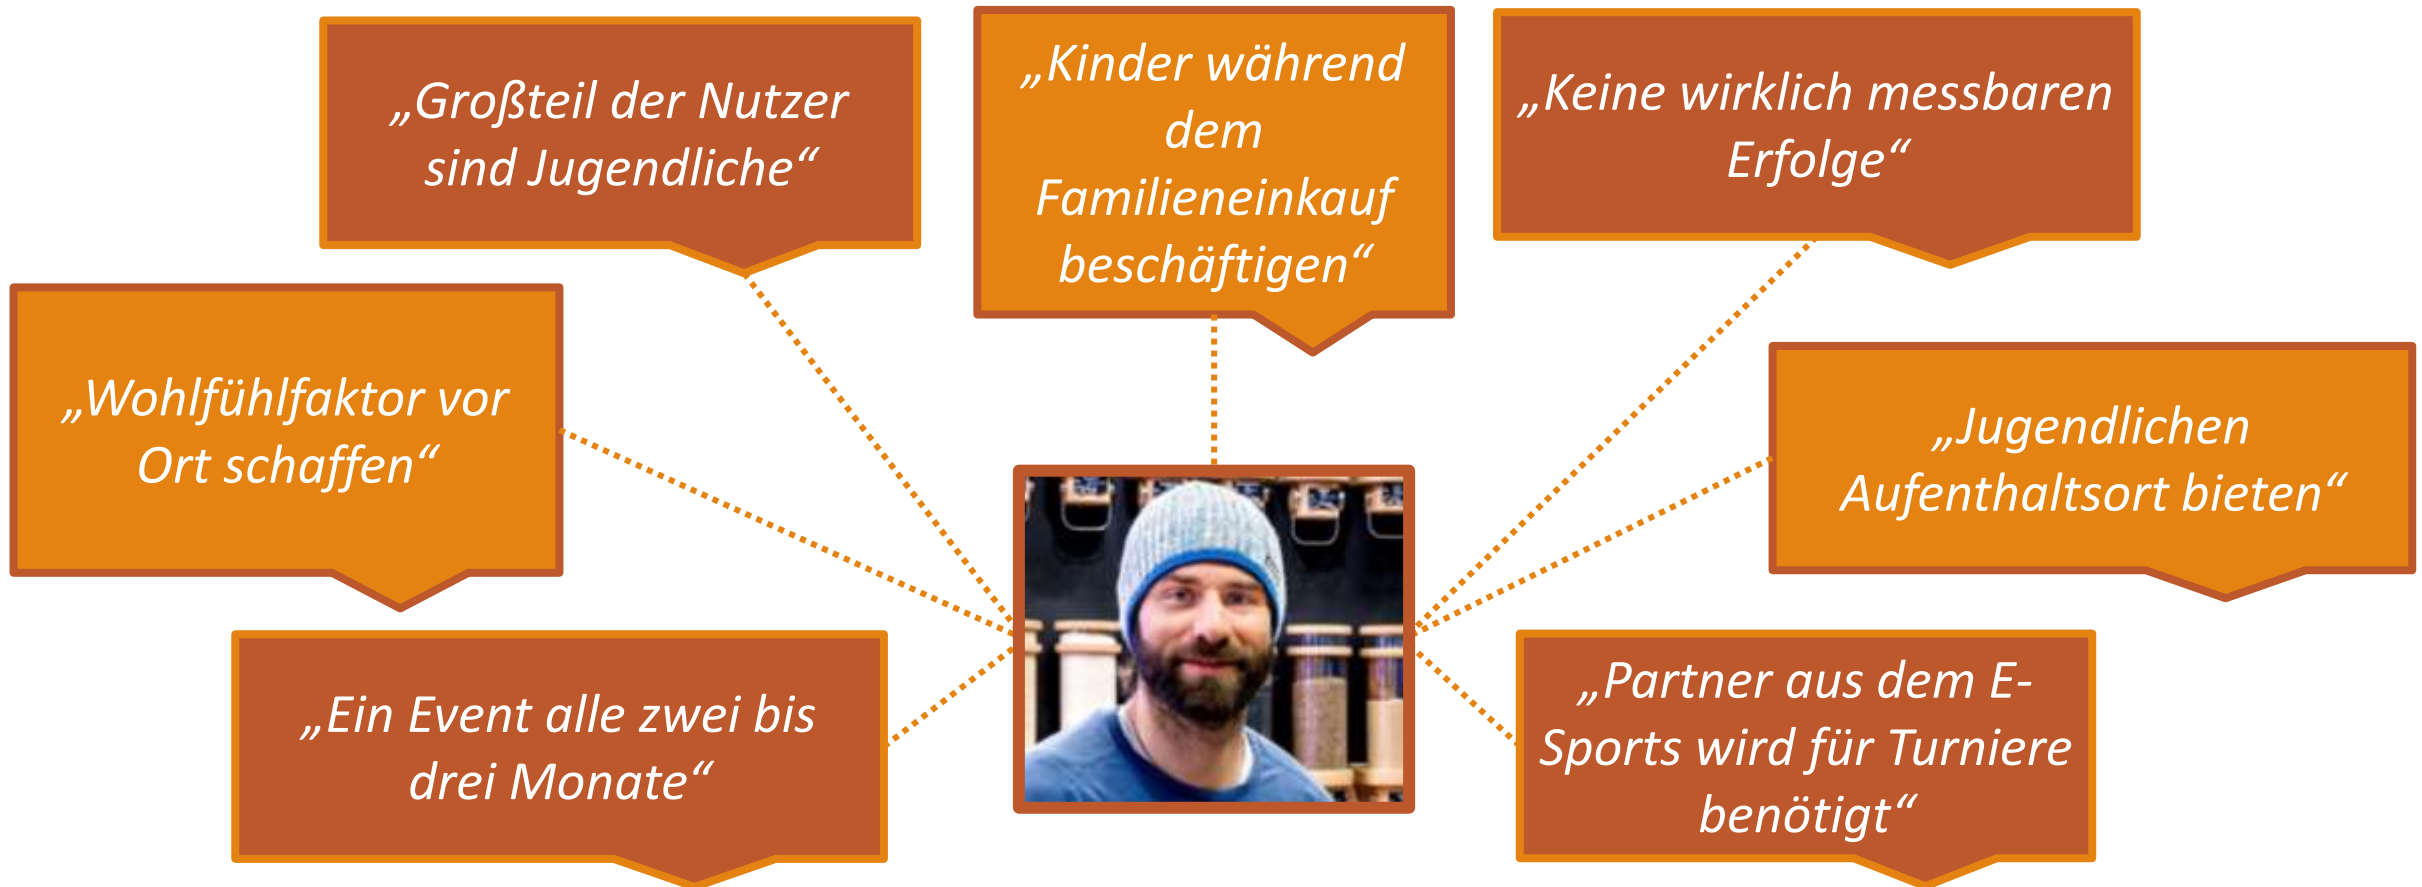 „Großteil der Nutzer
sind Jugendliche“
„Kinder während
dem
Familieneinkauf
beschäftigen“
„Keine wirklich messbaren
Erfolge“
„Wohlfühlfaktor vor
Ort schaffen“
„Jugendlichen
Aufenthaltsort bieten“
„Ein Event alle zwei bis
drei Monate“
„Partner aus dem E-
Sports wird für Turniere
benötigt“